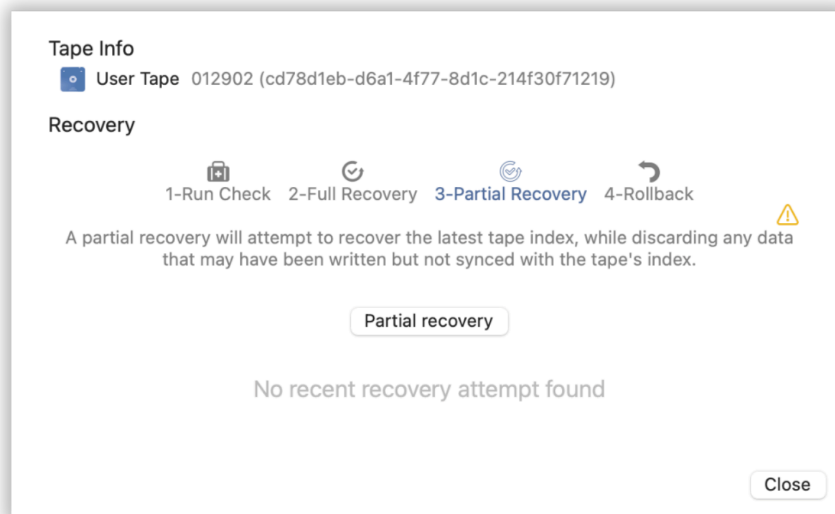 Tape Info
User Tape 012902 (cd78d1eb-d6a1-4f77-8d1c-214f30f71219)
Recovery
1-Run Check 2-Full Recovery 3-Partial Recovery 4-Rollback
A partial recovery will attempt to recover the latest tape index, while discarding any data
that may have been written but not synced with the tape's index.
Partial recovery
No recent recovery attempt found
Close